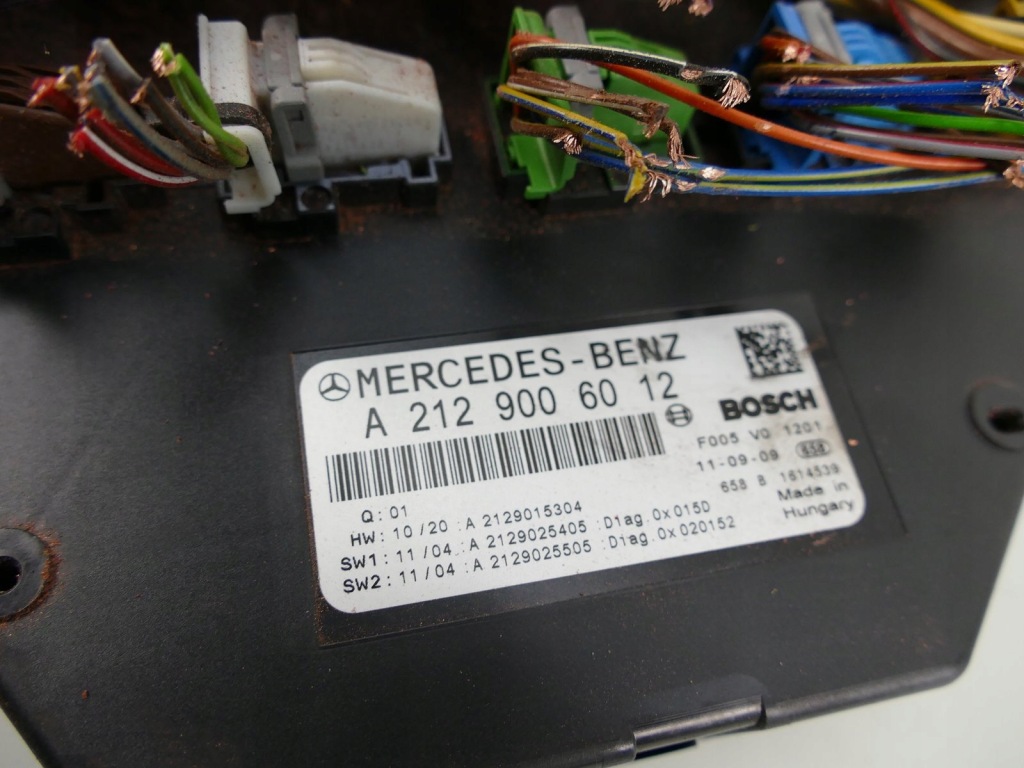 MERCEDES-BENZ
A 212 900 60 12
BOSCH
F005 V0 1201
11-09-09 658
658 B 1614539
Made in
Hungary
Q: 01
HW: 10/20 :A 2129015304
SW1: 11/04 :A 2129025405 :Diag.0x015D
SW2: 11/04 :A 2129025505 :Diag.0x020152